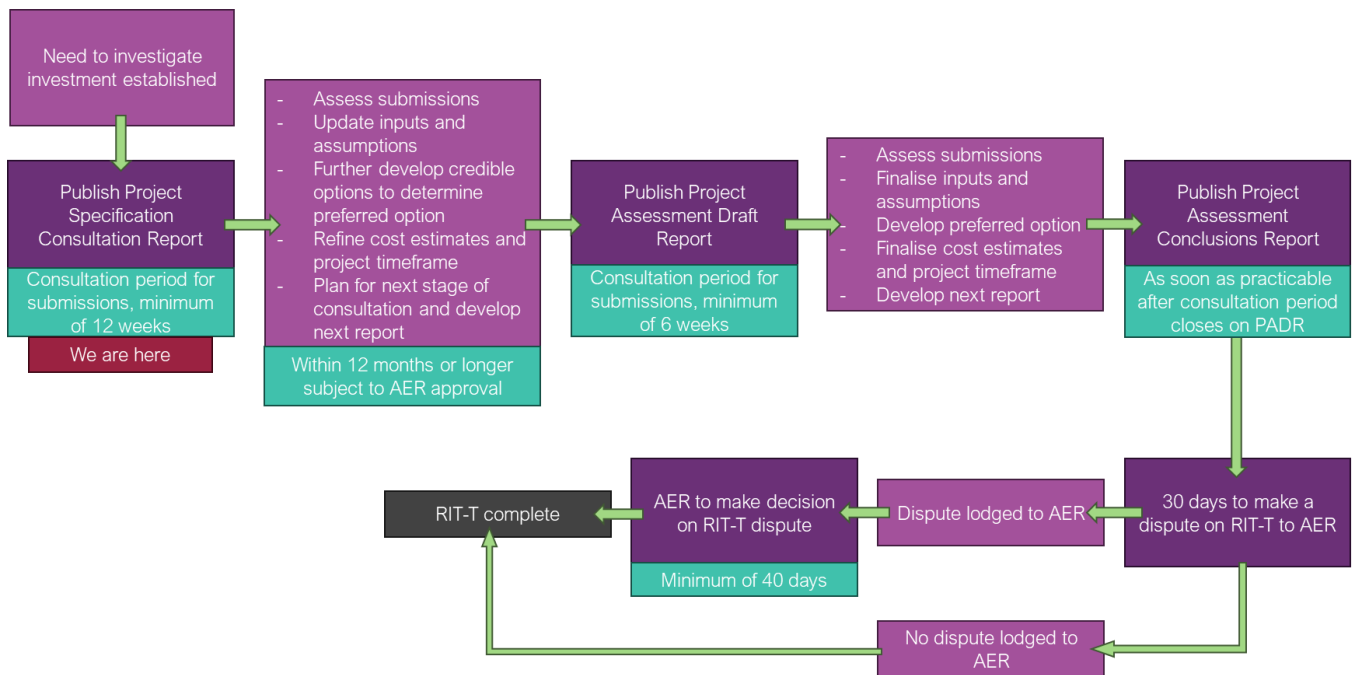 Need to investigate
investment established
Publish Project
Specification
Consultation Report
Consultation period for
submissions, minimum
of 12 weeks
We are here
- Assess submissions
- Update inputs and
assumptions
- Further develop credible
options to determine
preferred option
- Refine cost estimates and
project timeframe
- Plan for next stage of
consultation and develop
next report
Within 12 months or longer
subject to AER approval
Publish Project
Assessment Draft
Report
Consultation period for
submissions, minimum
of 6 weeks
- Assess submissions
- Finalise inputs and
assumptions
- Develop preferred option
- Finalise cost estimates
and project timeframe
- Develop next report
Publish Project
Assessment
Conclusions Report
As soon as practicable
after consultation period
closes on PADR
30 days to make a
dispute on RIT-T to AER
Dispute lodged to AER
AER to make decision
on RIT-T dispute
Minimum of 40 days
RIT-T complete
No dispute lodged to
AER